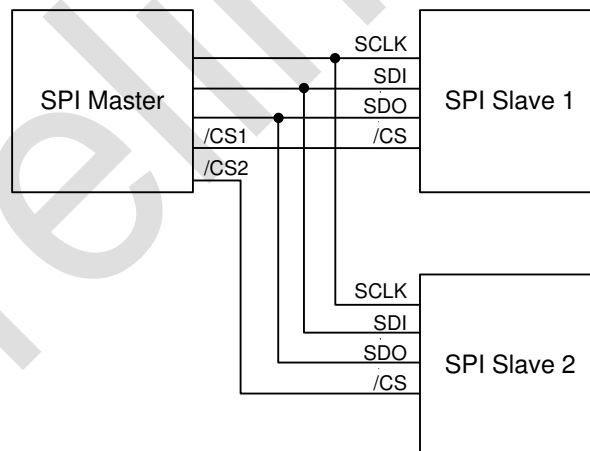 SCLK
SDI
SPI Master
SPI Slave 1
SDO
/CS1
/CS
/CS2
SCLK
SDI
SDO
SPI Slave 2
/CS